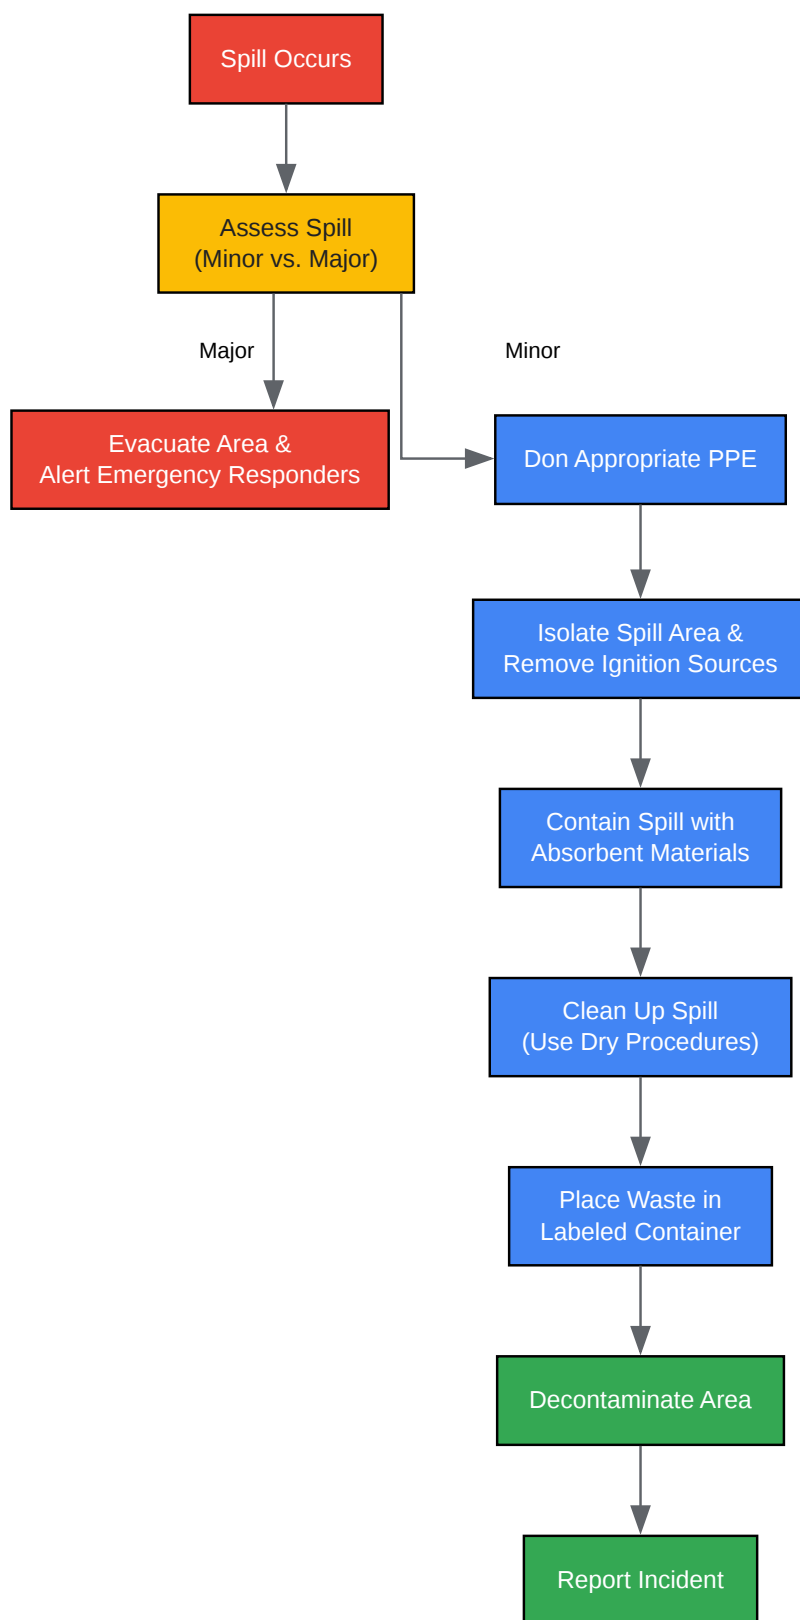 Spill Occurs
Assess Spill
(Minor vs. Major)
Major
Minor
Evacuate Area &
Alert Emergency Responders
Don Appropriate PPE
Isolate Spill Area &
Remove Ignition Sources
Contain Spill with
Absorbent Materials
Clean Up Spill
(Use Dry Procedures)
Place Waste in
Labeled Container
Decontaminate Area
Report Incident